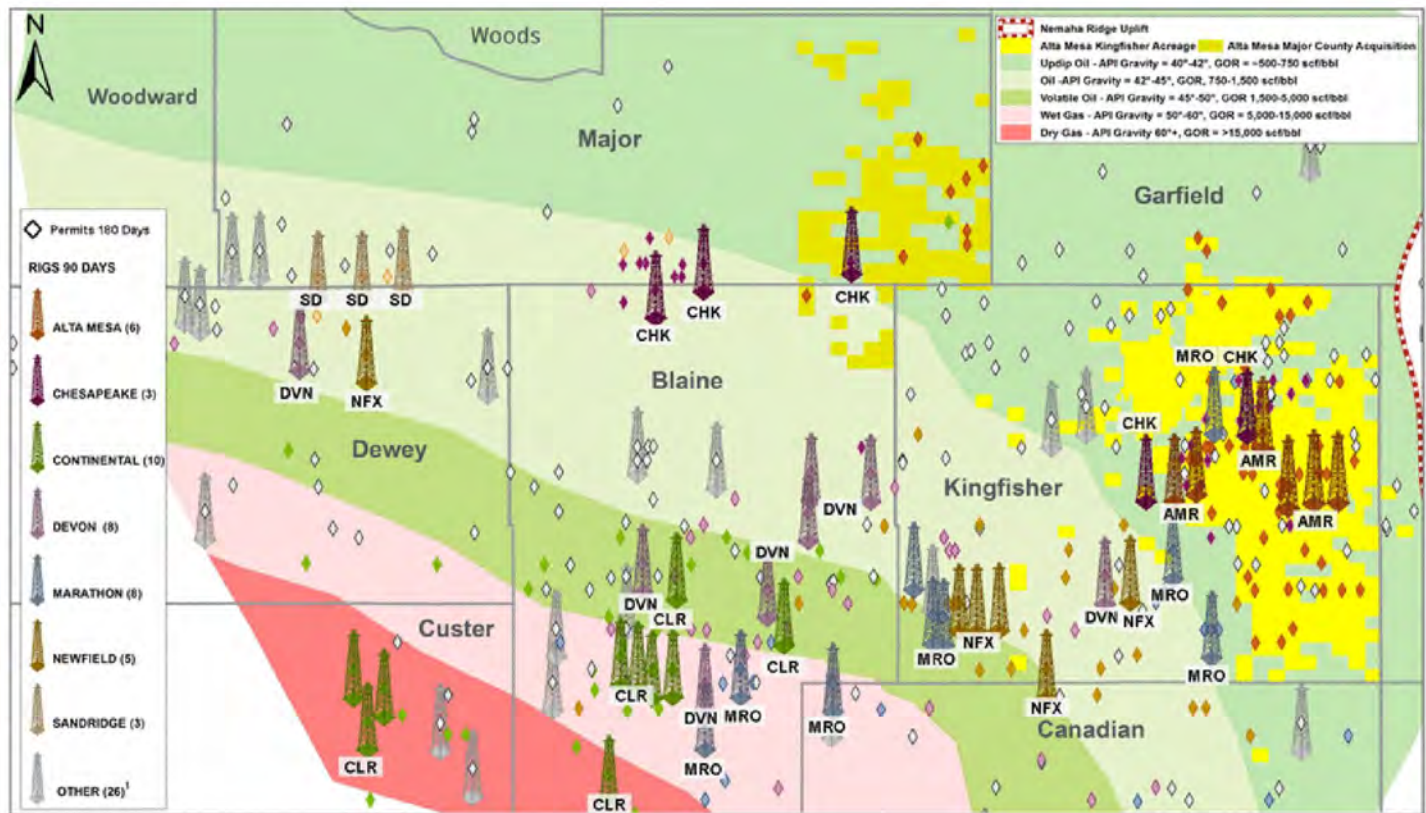 N
Woods
Woodward
Major
Garfield
Nemaha Ridge Uplift
Alta Mesa Kingfisher Acreage
Alta Mesa Major County Acquisition
Updip Oil - API Gravity = 40°-42°, GOR = ~500-750 scf/bbl
Oil -API Gravity = 42°-45°, GOR, 750-1,500 scf/bbl
Volatile Oil - API Gravity = 45°-50°, GOR 1,500-5,000 scf/bbl
Wet Gas - API Gravity = 50°-60°, GOR = 5,000-15,000 scf/bbl
Dry Gas - API Gravity 60°+, GOR = >15,000 scf/bbl
Permits 180 Days
RIGS 90 DAYS
ALTA MESA (6)
CHESAPEAKE (3)
CONTINENTAL (10)
DEVON (8)
MARATHON (8)
NEWFIELD (5)
SANDRIDGE (3)
OTHER (26)¹
SD
SD
SD
CHK
CHK
CHK
DVN
NFX
Blaine
MRO
CHK
Dewey
CHK
AMR
Kingfisher
DVN
AMR
AMR
DVN
DVN
CLR
MRO
DVN
NFX
Custer
CLR
MRO
NFX
MRO
CLR
DVN
MRO
MRO
NFX
Canadian
CLR
MRO
CLR